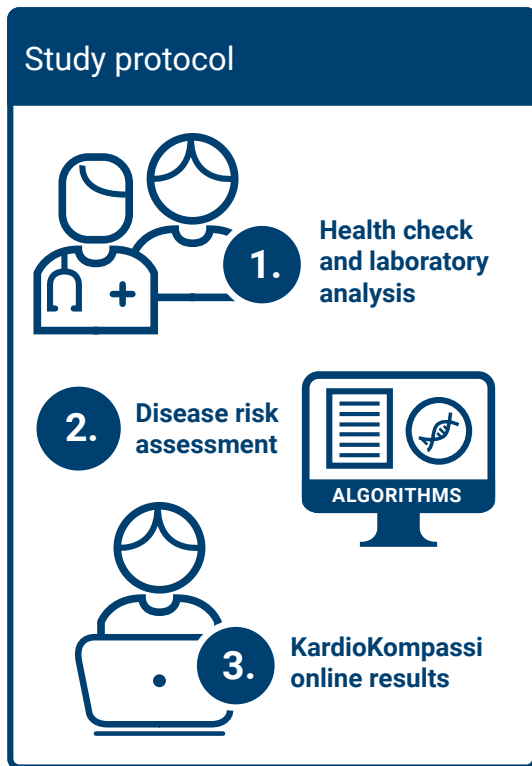 Study protocol
1.
Health check
and laboratory
analysis
2.
Disease risk
assessment
ALGORITHMS
3.
KardioKompassi
online results